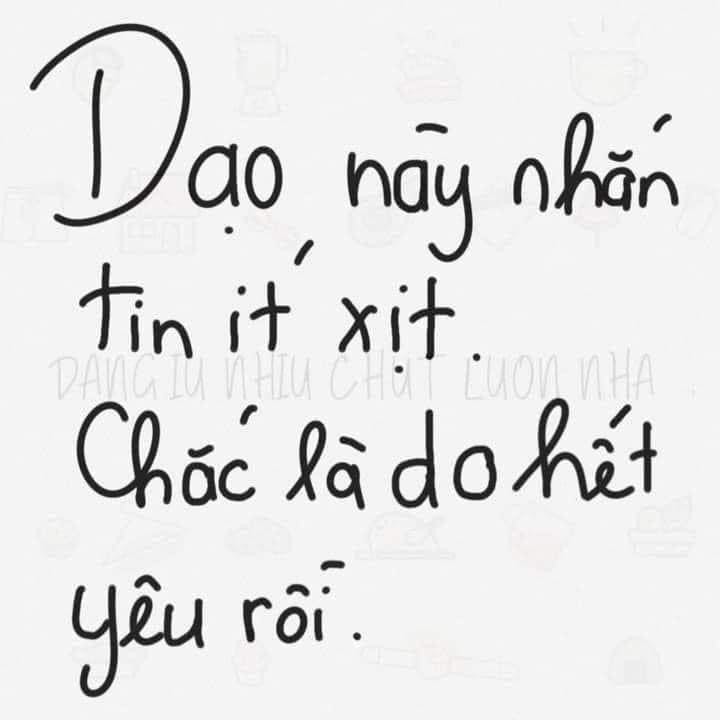 Dạo này nhắn
tin ít xịt.
DANG IU NHIU CHUT LUON NHA
Chắc là do hết
yêu rồi.